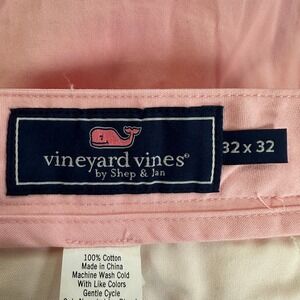 vineyard vines®
by Shep & Ian
32 x 32
100% Cotton
Made in China
Machine Wash Cold
With Like Colors
Gentle Cycle